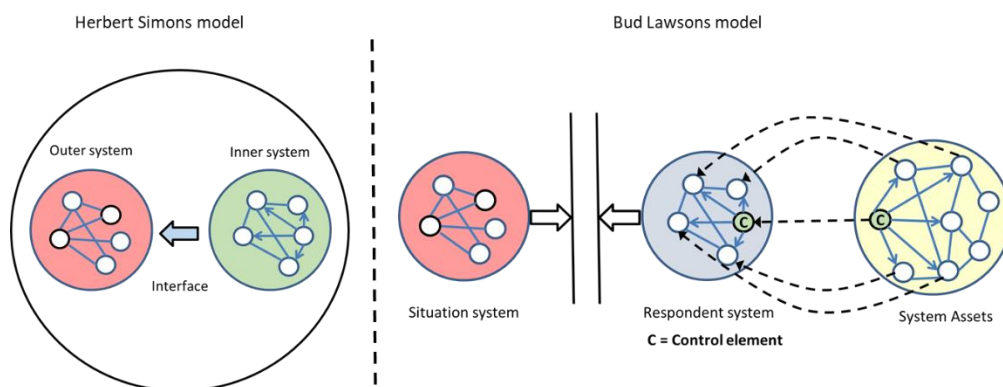 Herbert Simons model
Bud Lawsons model
Outer system
Inner system
Interface
C
C
Situation system
Respondent system
System Assets
C = Control element